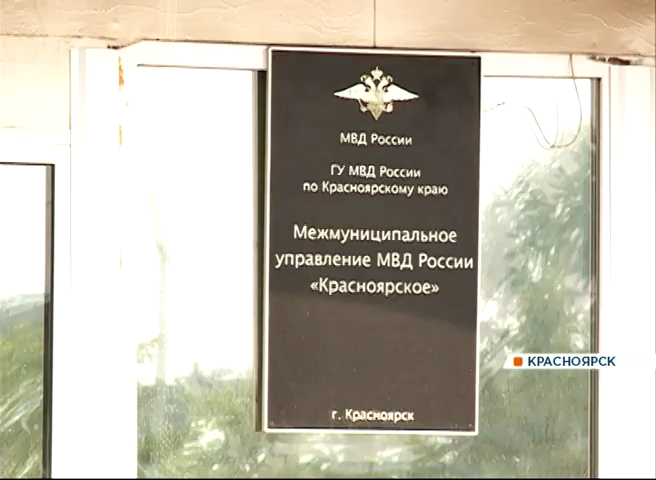 МВД России
ГУ МВД России
по Красноярскому краю
Межмуниципальное
управление МВД России
«Красноярское»
г. Красноярск
КРАСНОЯРСК